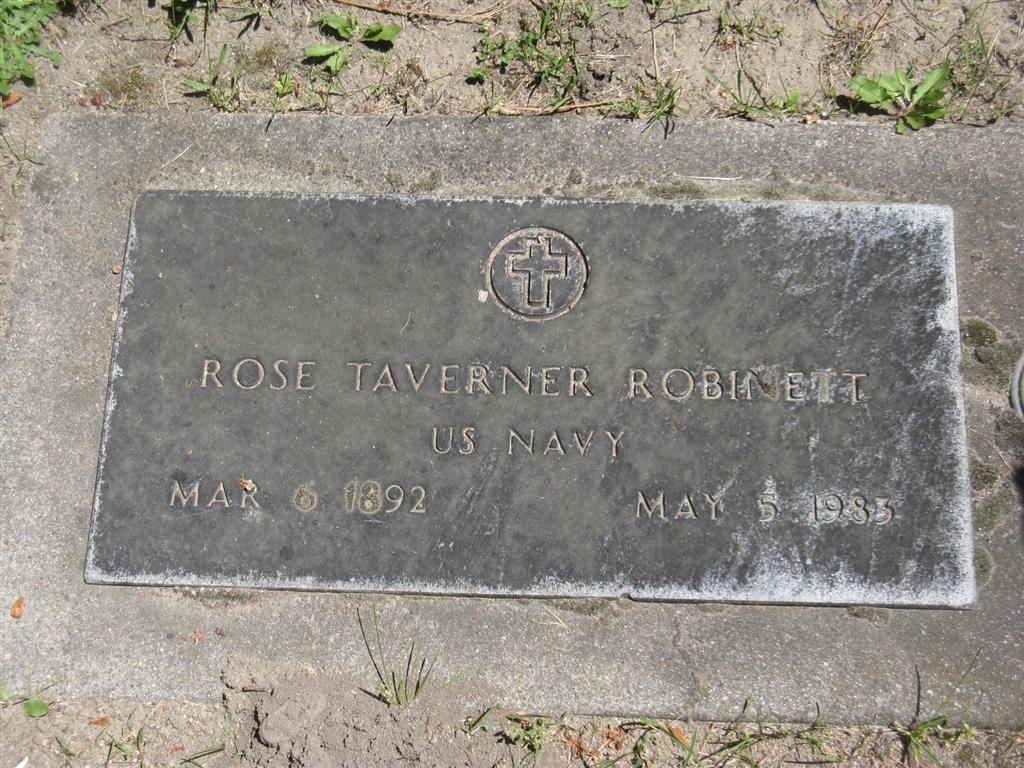 ROSE TAVERNER ROBINETT
US NAVY
MAR 6 1892 MAY 5 1983